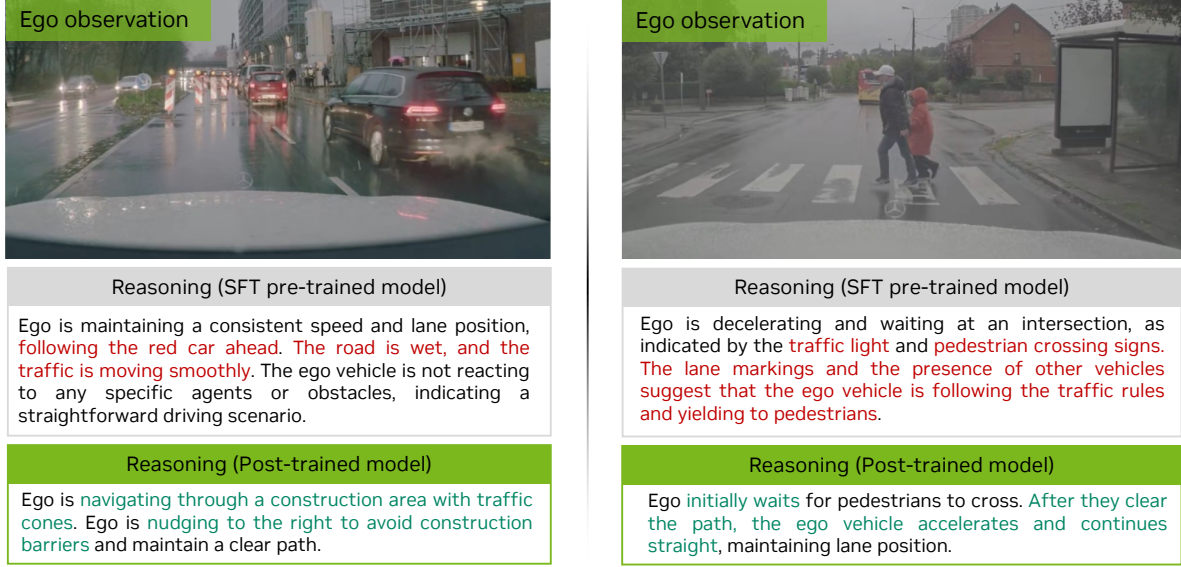 Ego observation
Reasoning (SFT pre-trained model)
Ego is maintaining a consistent speed and lane position,
following the red car ahead. The road is wet, and the
traffic is moving smoothly. The ego vehicle is not reacting
to any specific agents or obstacles, indicating a
straightforward driving scenario.
Reasoning (Post-trained model)
Ego is navigating through a construction area with traffic
cones. Ego is nudging to the right to avoid construction
barriers and maintain a clear path.
Ego observation
Reasoning (SFT pre-trained model)
Ego is decelerating and waiting at an intersection, as
indicated by the traffic light and pedestrian crossing signs.
The lane markings and the presence of other vehicles
suggest that the ego vehicle is following the traffic rules
and yielding to pedestrians.
Reasoning (Post-trained model)
Ego initially waits for pedestrians to cross. After they clear
the path, the ego vehicle accelerates and continues
straight, maintaining lane position.